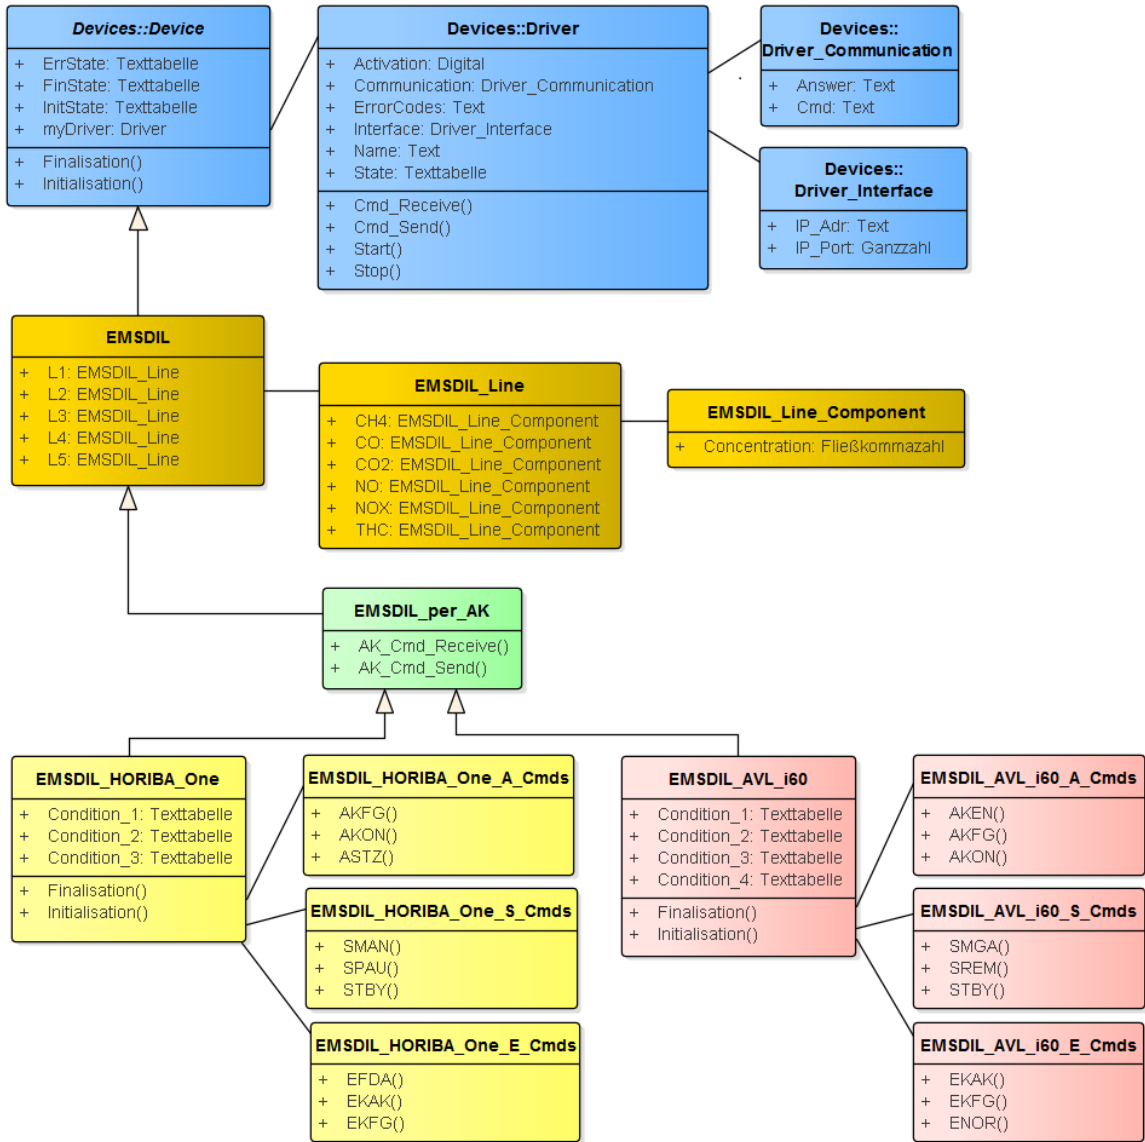 Devices::Device
+ ErrState: Texttabelle
+ FinState: Texttabelle
+ InitState: Texttabelle
+ myDriver: Driver
+ Finalisation()
+ Initialisation()
Devices::Driver
+ Activation: Digital
+ Communication: Driver_Communication
+ ErrorCodes: Text
+ Interface: Driver_Interface
+ Name: Text
+ State: Texttabelle
+ Cmd_Receive()
+ Cmd_Send()
+ Start()
+ Stop()
Devices::
Driver_Communication
+ Answer: Text
+ Cmd: Text
Devices::
Driver_Interface
+ IP_Adr: Text
+ IP_Port: Ganzzahl
EMSDIL
+ L1: EMSDIL_Line
+ L2: EMSDIL_Line
+ L3: EMSDIL_Line
+ L4: EMSDIL_Line
+ L5: EMSDIL_Line
EMSDIL_Line
+ CH4: EMSDIL_Line_Component
+ CO: EMSDIL_Line_Component
+ CO2: EMSDIL_Line_Component
+ NO: EMSDIL_Line_Component
+ NOX: EMSDIL_Line_Component
+ THC: EMSDIL_Line_Component
EMSDIL_Line_Component
+ Concentration: Fließkommazahl
EMSDIL_per_AK
+ AK_Cmd_Receive()
+ AK_Cmd_Send()
EMSDIL_HORIBA_One
+ Condition_1: Texttabelle
+ Condition_2: Texttabelle
+ Condition_3: Texttabelle
+ Finalisation()
+ Initialisation()
EMSDIL_HORIBA_One_A_Cmds
+ AKFG()
+ AKON()
+ ASTZ()
EMSDIL_HORIBA_One_S_Cmds
+ SMAN()
+ SPAU()
+ STBY()
EMSDIL_HORIBA_One_E_Cmds
+ EFDA()
+ EKAK()
+ EKFG()
EMSDIL_AVL_i60
+ Condition_1: Texttabelle
+ Condition_2: Texttabelle
+ Condition_3: Texttabelle
+ Condition_4: Texttabelle
+ Finalisation()
+ Initialisation()
EMSDIL_AVL_i60_A_Cmds
+ AKEN()
+ AKFG()
+ AKON()
EMSDIL_AVL_i60_S_Cmds
+ SMGA()
+ SREM()
+ STBY()
EMSDIL_AVL_i60_E_Cmds
+ EKAK()
+ EKFG()
+ ENOR()